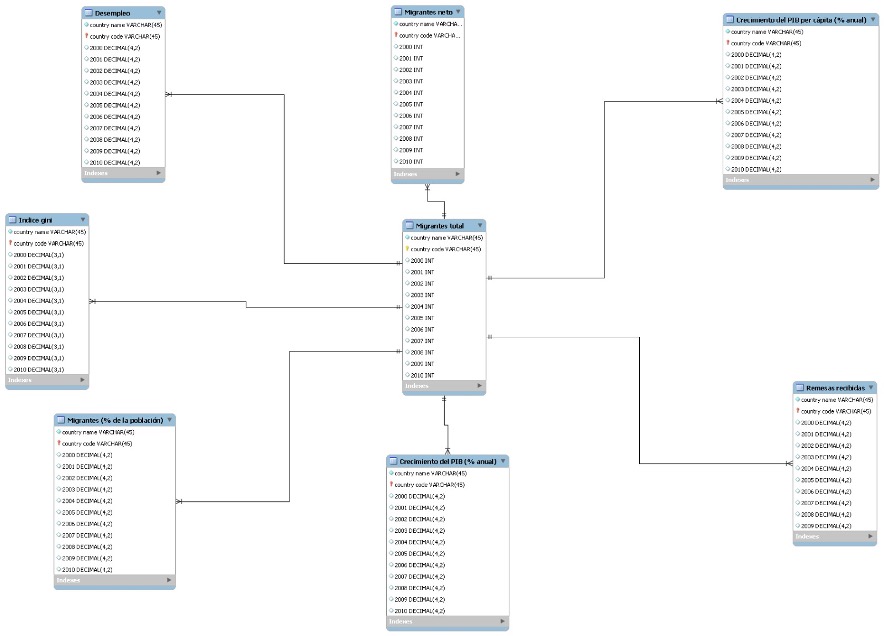 Desempleo
country name VARCHAR(45)
country code VARCHAR(45)
2000 DECIMAL(4,2)
2001 DECIMAL(4,2)
2002 DECIMAL(4,2)
2003 DECIMAL(4,2)
2004 DECIMAL(4,2)
2005 DECIMAL(4,2)
2006 DECIMAL(4,2)
2007 DECIMAL(4,2)
2008 DECIMAL(4,2)
2009 DECIMAL(4,2)
2010 DECIMAL(4,2)
Indexes
Migrantes neto
country name VARCHA...
country code VARCHA...
2000 INT
2001 INT
2002 INT
2003 INT
2004 INT
2005 INT
2006 INT
2007 INT
2008 INT
2009 INT
2010 INT
Indexes
Crecimiento del PIB per cápita (% anual)
country name VARCHAR(45)
country code VARCHAR(45)
2000 DECIMAL(4,2)
2001 DECIMAL(4,2)
2002 DECIMAL(4,2)
2003 DECIMAL(4,2)
2004 DECIMAL(4,2)
2005 DECIMAL(4,2)
2006 DECIMAL(4,2)
2007 DECIMAL(4,2)
2008 DECIMAL(4,2)
2009 DECIMAL(4,2)
2010 DECIMAL(4,2)
Indexes
Indice gini
country name VARCHAR(45)
country code VARCHAR(45)
2000 DECIMAL(3,1)
2001 DECIMAL(3,1)
2002 DECIMAL(3,1)
2003 DECIMAL(3,1)
2004 DECIMAL(3,1)
2005 DECIMAL(3,1)
2006 DECIMAL(3,1)
2007 DECIMAL(3,1)
2008 DECIMAL(3,1)
2009 DECIMAL(3,1)
2010 DECIMAL(3,1)
Indexes
Migrantes total
country name VARCHAR(45)
country code VARCHAR(45)
2000 INT
2001 INT
2002 INT
2003 INT
2004 INT
2005 INT
2006 INT
2007 INT
2008 INT
2009 INT
2010 INT
Indexes
Remesas recibidas
country name VARCHAR(45)
country code VARCHAR(45)
2000 DECIMAL(4,2)
2001 DECIMAL(4,2)
2002 DECIMAL(4,2)
2003 DECIMAL(4,2)
2004 DECIMAL(4,2)
2005 DECIMAL(4,2)
2006 DECIMAL(4,2)
2007 DECIMAL(4,2)
2008 DECIMAL(4,2)
2009 DECIMAL(4,2)
Indexes
Migrantes (% de la población)
country name VARCHAR(45)
country code VARCHAR(45)
2000 DECIMAL(4,2)
2001 DECIMAL(4,2)
2002 DECIMAL(4,2)
2003 DECIMAL(4,2)
2004 DECIMAL(4,2)
2005 DECIMAL(4,2)
2006 DECIMAL(4,2)
2007 DECIMAL(4,2)
2008 DECIMAL(4,2)
2009 DECIMAL(4,2)
2010 DECIMAL(4,2)
Indexes
Crecimiento del PIB (% anual)
country name VARCHAR(45)
country code VARCHAR(45)
2000 DECIMAL(4,2)
2001 DECIMAL(4,2)
2002 DECIMAL(4,2)
2003 DECIMAL(4,2)
2004 DECIMAL(4,2)
2005 DECIMAL(4,2)
2006 DECIMAL(4,2)
2007 DECIMAL(4,2)
2008 DECIMAL(4,2)
2009 DECIMAL(4,2)
2010 DECIMAL(4,2)
Indexes